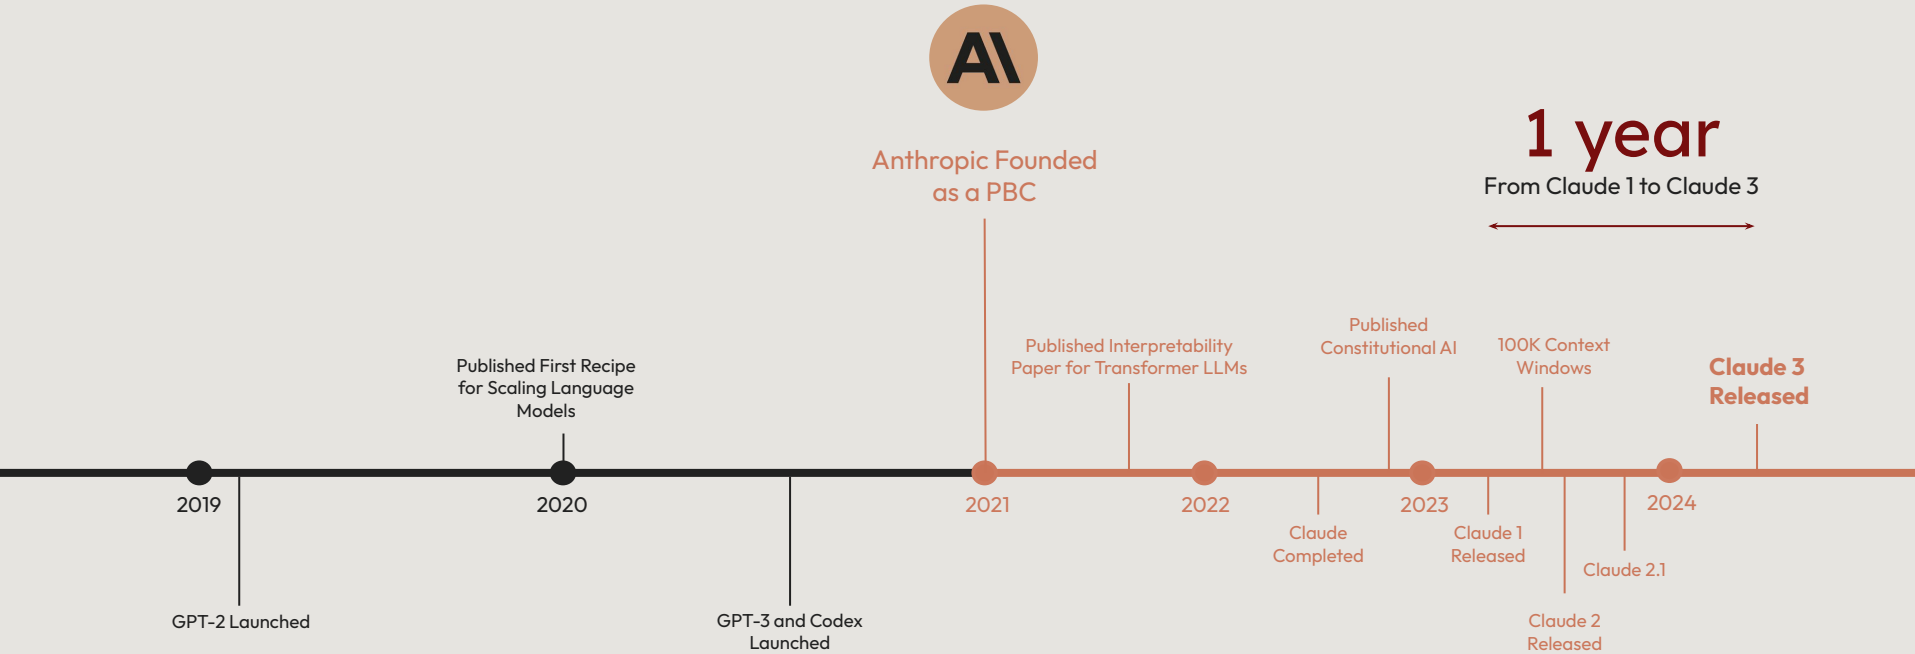 A\
Anthropic Founded
as a PBC
1 year
From Claude 1 to Claude 3
Published First Recipe
for Scaling Language
Models
Published Interpretability
Paper for Transformer LLMs
Published
Constitutional AI
100K Context
Windows
Claude 3
Released
2019
2020
2021
2022
2023
2024
GPT-2 Launched
GPT-3 and Codex
Launched
Claude
Completed
Claude 1
Released
Claude 2
Released
Claude 2.1